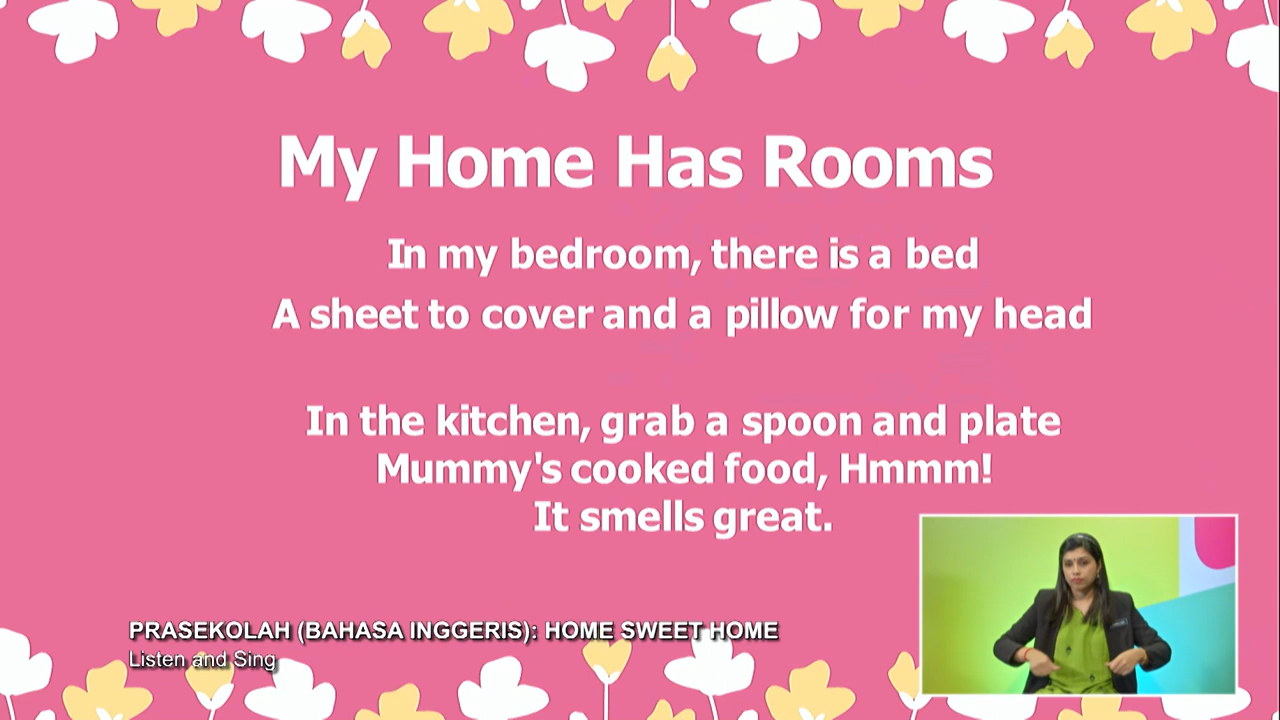 My Home Has Rooms
In my bedroom, there is a bed
A sheet to cover and a pillow for my head
In the kitchen, grab a spoon and plate
Mummy's cooked food, Hmmm!
It smells great.
PRASEKOLAH (BAHASA INGGERIS): HOME SWEET HOME
Listen and Sing